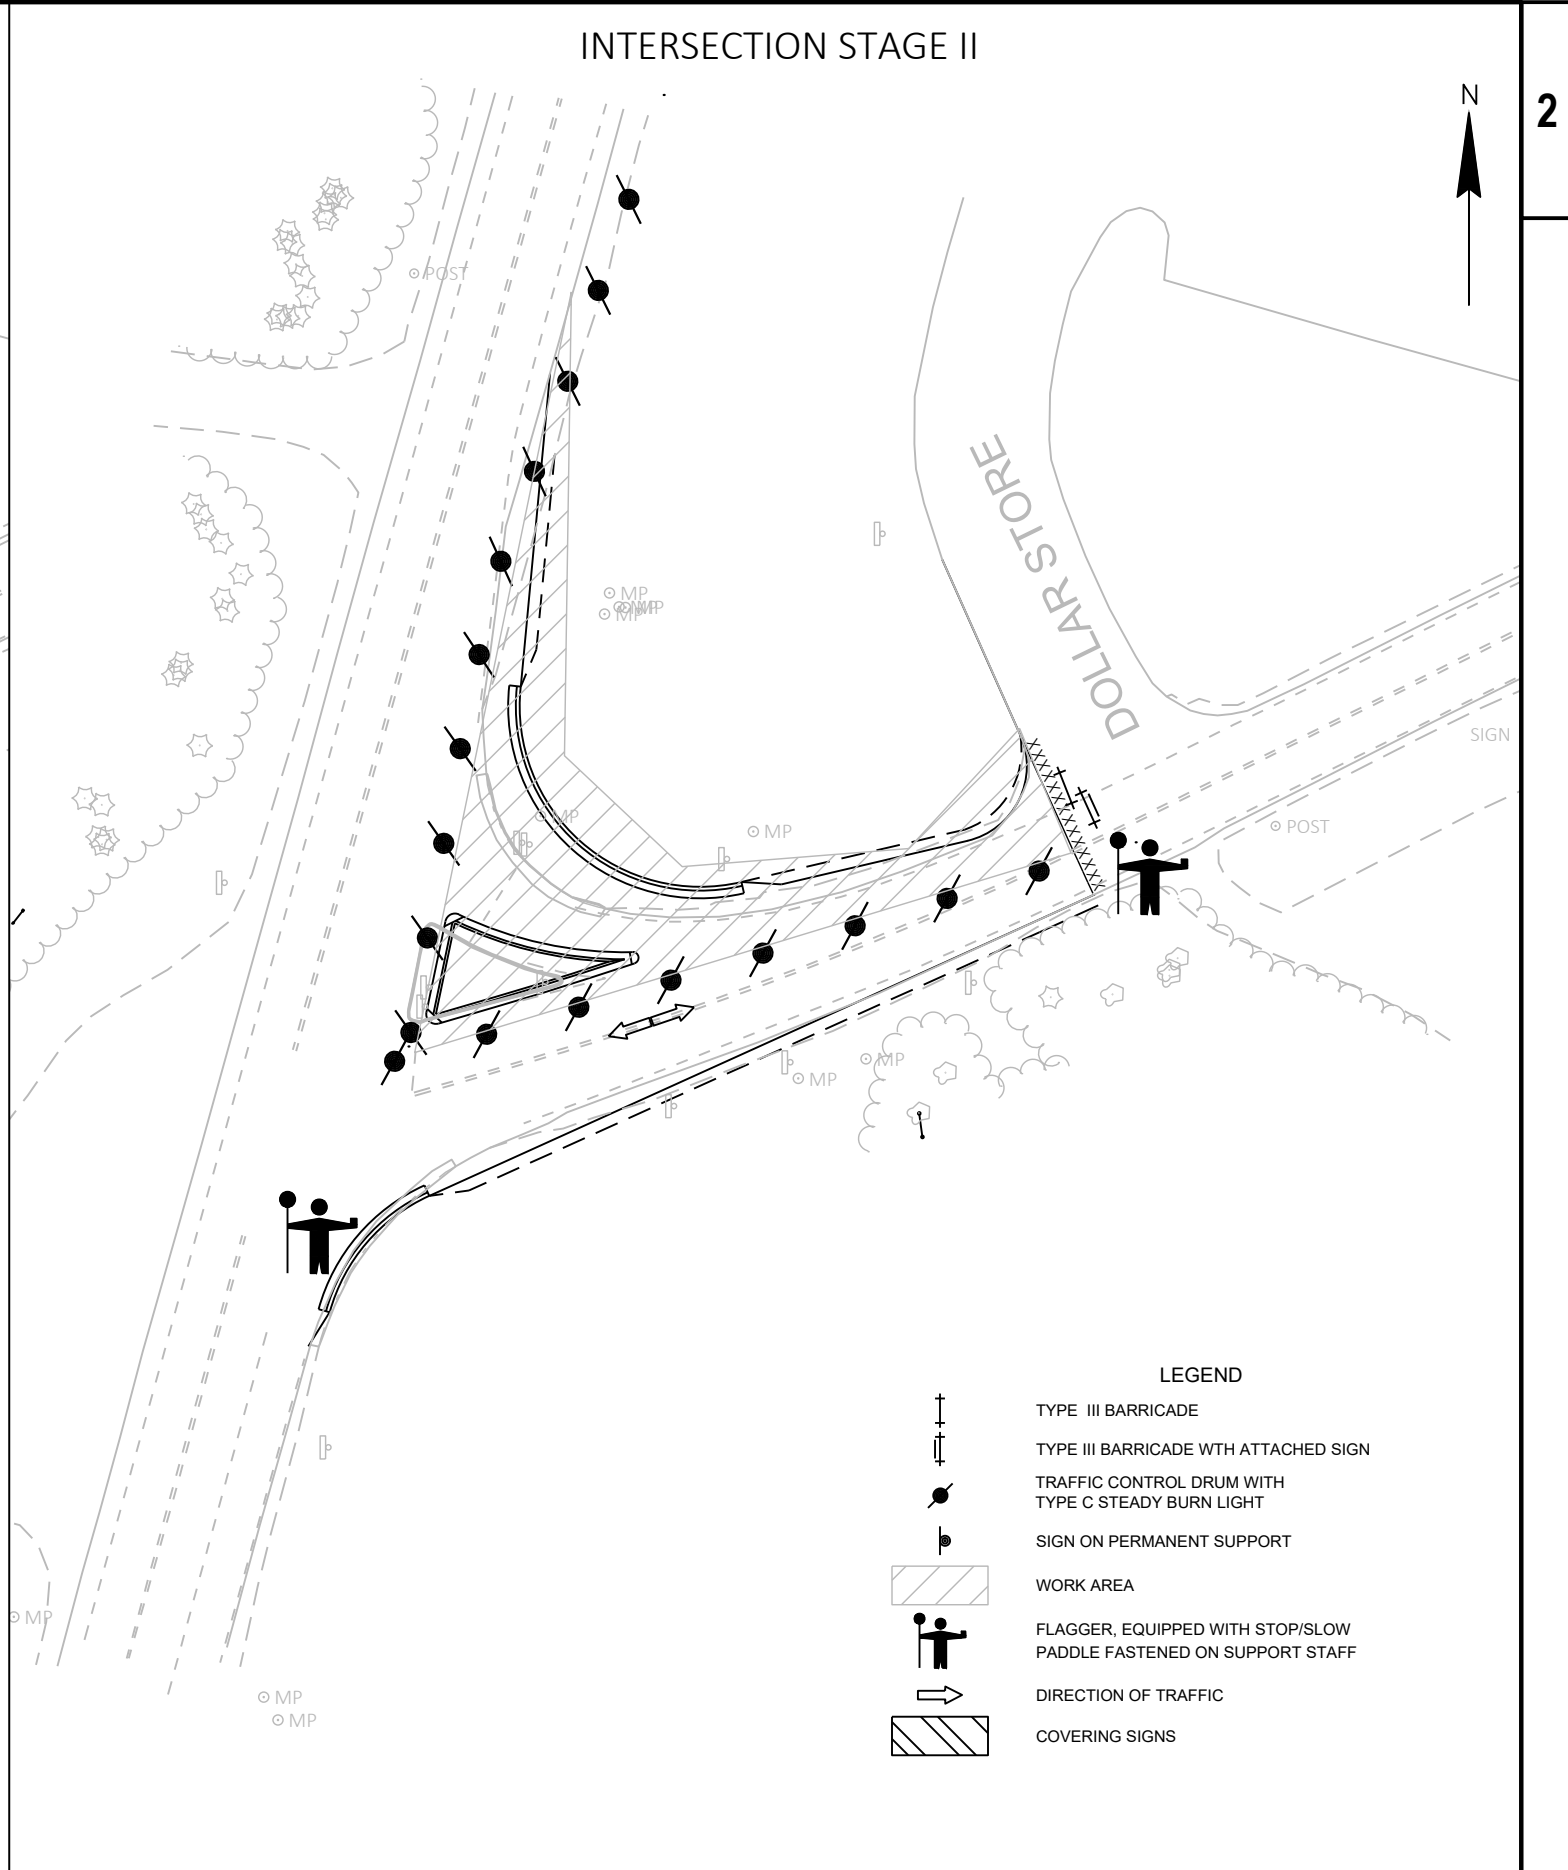 INTERSECTION STAGE II
N
2
POST
DOLLAR STORE
MP
MP
MP
SIGN
MP
MP
POST
MP
MP
MP
MP
MP
LEGEND
TYPE III BARRICADE
TYPE III BARRICADE WTH ATTACHED SIGN
TRAFFIC CONTROL DRUM WITH
TYPE C STEADY BURN LIGHT
SIGN ON PERMANENT SUPPORT
WORK AREA
FLAGGER, EQUIPPED WITH STOP/SLOW
PADDLE FASTENED ON SUPPORT STAFF
DIRECTION OF TRAFFIC
COVERING SIGNS